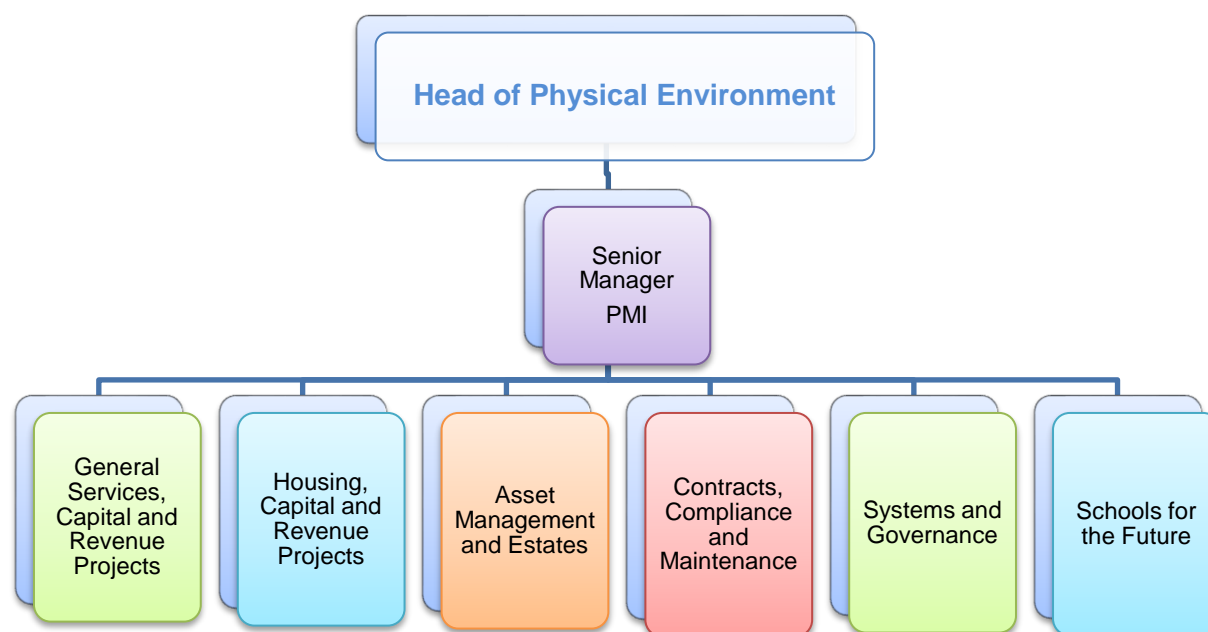 Head of Physical Environment
Senior
Manager
PMI
General
Services,
Capital and
Revenue
Projects
Housing,
Capital and
Revenue
Projects
Asset
Management
and Estates
Contracts,
Compliance
and
Maintenance
Systems and
Governance
Schools for
the Future